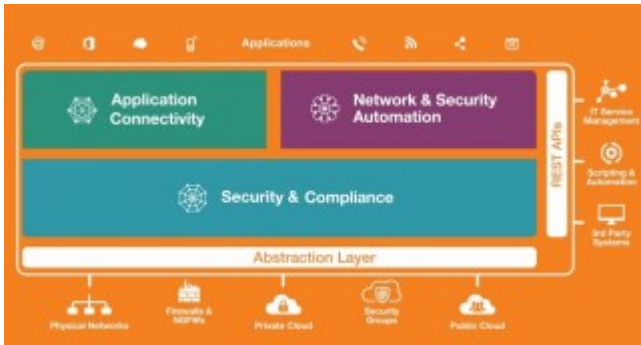 Applications
Application
Connectivity
Network & Security
Automation
Security & Compliance
REST APIs
Abstraction Layer
IT Service
Management
Scripting &
Automation
3rd Party
Systems
Physical Networks
Firewalls &
NGFWs
Private Cloud
Security
Groups
Public Cloud